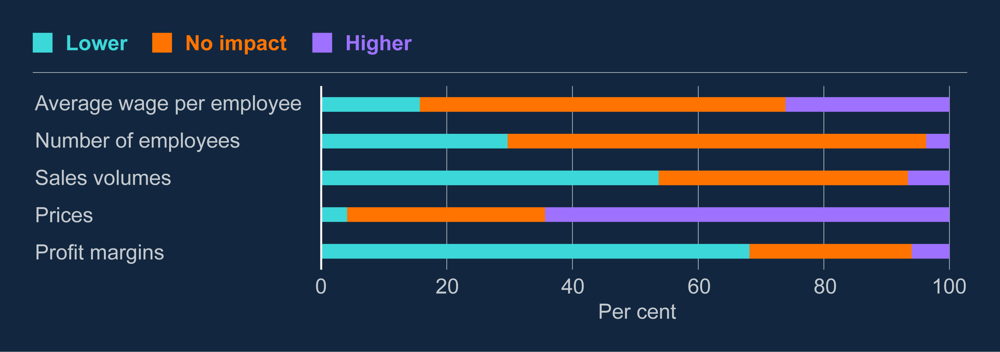 Lower No impact Higher
Average wage per employee
Number of employees
Sales volumes
Prices
Profit margins
0 20 40 60 80 100
Per cent